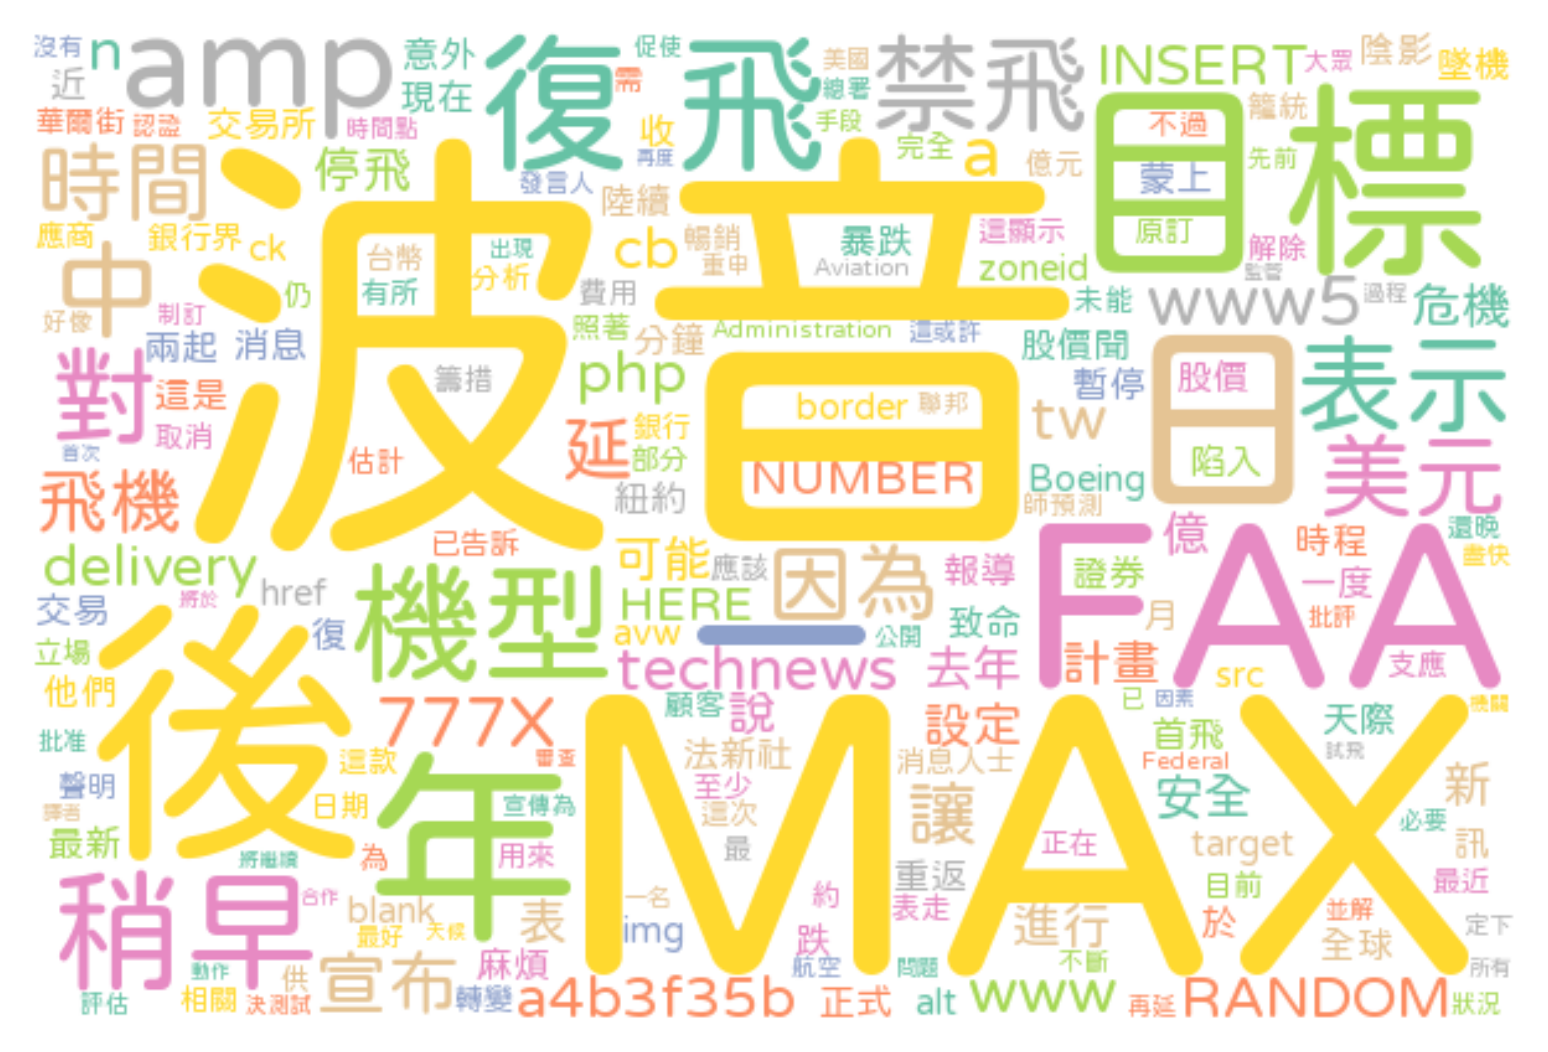 沒有
n
amp
意外
復飛
促使
需
美國
禁飛
INSERT
大眾
陰影
墜機
近
現在
總署
目標
籠統
華爾街
認證
交易所
時間點
收
再度
手段
完全
a
億元
不過
先前
時間
停飛
發言人
陸續
蒙上
應商
銀行界
ck
波音
台幣
出現
cb
暢銷
暴跌
這顯示
原訂
解除
中
仍
有所
分析
費用
重申
Aviation
zoneid
未能
監管
www5
過程
危機
好像
制訂
兩起
消息
照著
分鐘
Administration
這或許
股價聞
日
表示
對
這是
籌措
php
border
聯邦
暫停
股價
取消
首次
估計
延
銀行
部分
NUMBER
tw
陷入
美元
飛機
紐約
Boeing
師預測
已告訴
FAA
億
時程
還晚
盡快
delivery
href
機型
可能
應該
因為
報導
證券
一度
交易
將於
復
HERE
avw
一
公開
致命
月
批評
立場
technews
去年
計畫
src
支應
他們
後
777X
顧客
說
設定
已
因素
天際
機關
批准
這款
審查
MAX
法新社
消息人士
首飛
Federal
試飛
聲明
譯者
日期
年
宣傳為
至少
這次
讓
安全
新
必要
最新
將繼續
為
用來
最
正在
target
訊
稍早
合作
重返
目前
最近
blank
最好
天候
表
一名
img
約
表走
進行
於
並解
全球
定下
動作
供
宣布
麻煩
跌
航空
問題
不斷
所有
評估
相關
決測試
轉變
a4b3f35b
正式
alt
www
再延
RANDOM
狀況